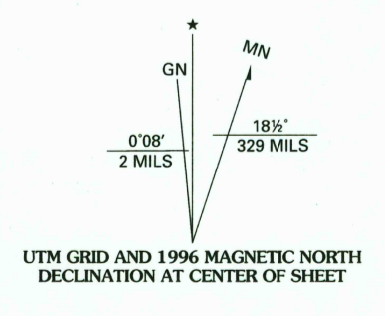 ★
MN
GN
0°08′
2 MILS
18½°
329 MILS
UTM GRID AND 1996 MAGNETIC NORTH
DECLINATION AT CENTER OF SHEET